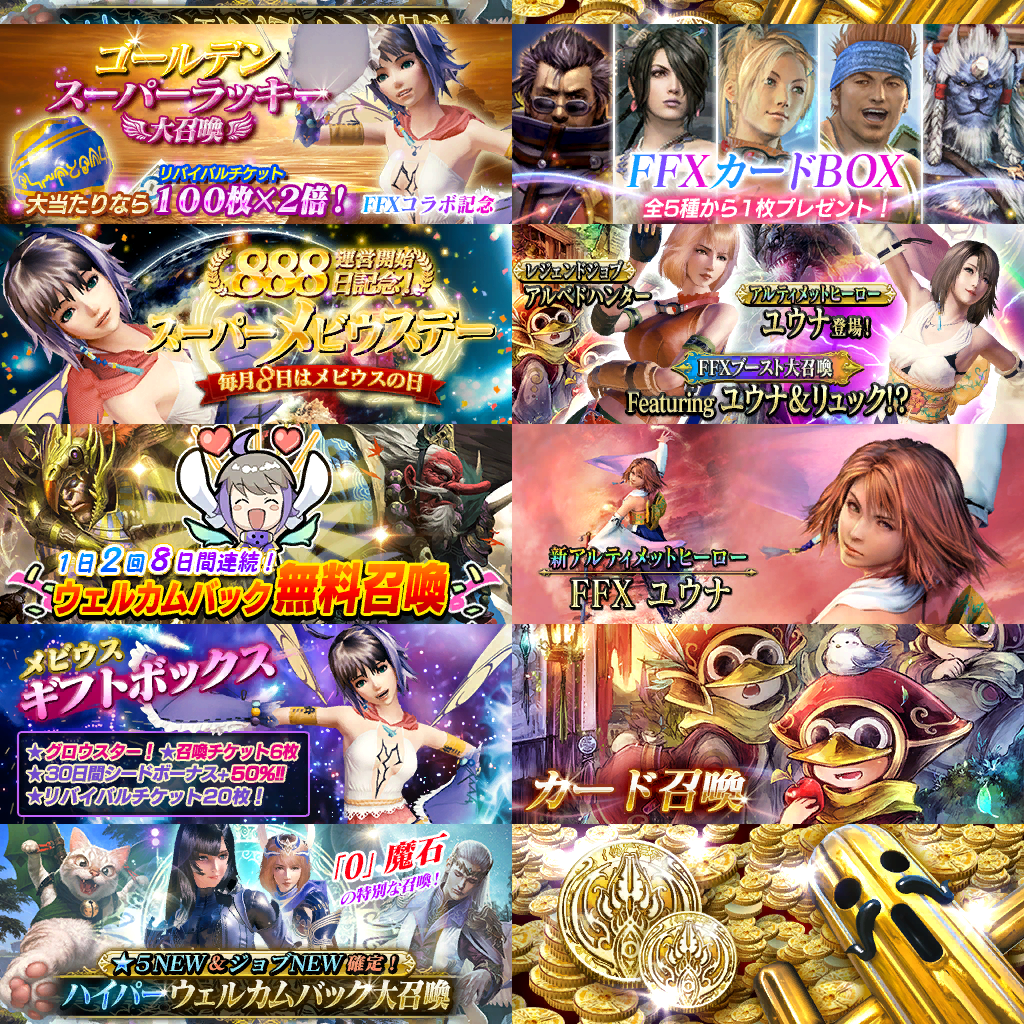 ゴールデン
スーパーラッキー
大召喚
リバイバルチケット
大当たりなら100枚×2倍！
FFXコラボ記念
FFXカードBOX
全5種から1枚プレゼント！
888運営開始
日記念！
スーパーメビウスデー
毎月8日はメビウスの日
レジェンドジョブ
アルベドハンター
アルティメットヒーロー
ユウナ登場！
FFXブースト大召喚
Featuring ユウナ&リュック!?
1日2回8日間連続！
ウェルカムバック無料召喚
新アルティメットヒーロー
FFX ユウナ
メビウス
ギフトボックス
★グロウスター！ ★召喚チケット6枚
★30日間シードボーナス+50%!!
★リバイバルチケット20枚！
カード召喚
「0」魔石
の特別な召喚！
★5NEW&ジョブNEW確定！
ハイパーウェルカムバック大召喚